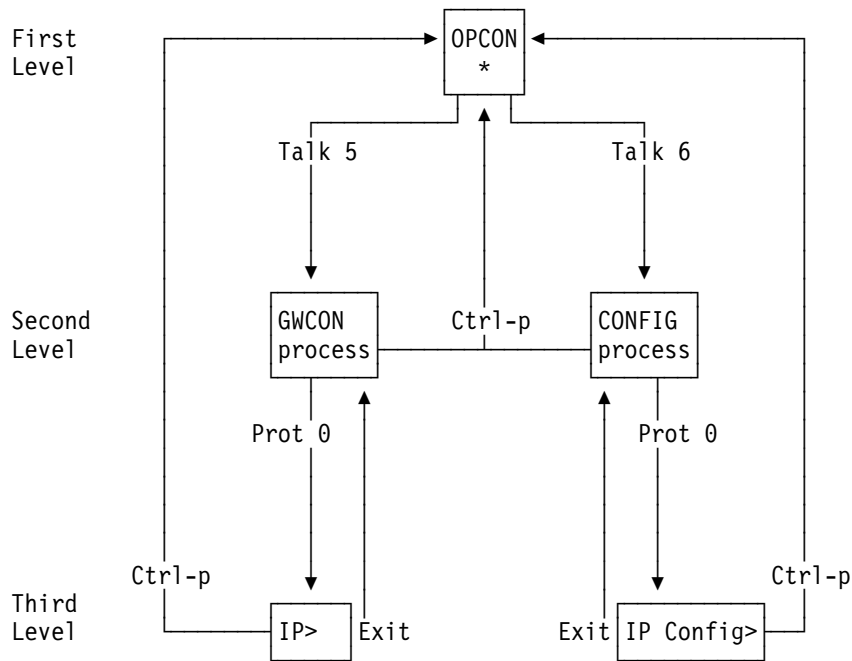 First
Level
OPCON
*
Talk 5
Talk 6
Second
Level
GWCON
process
Ctrl-p
CONFIG
process
Prot 0
Prot 0
Ctrl-p
Ctrl-p
Third
Level
IP>
Exit
Exit
IP Config>